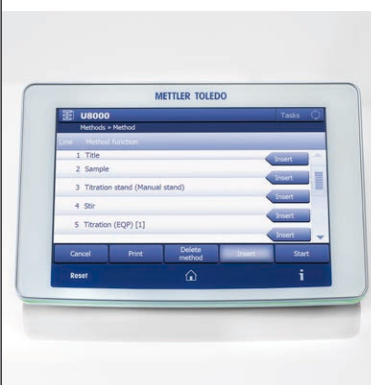 METTLER TOLEDO
U8000 Tasks
Methods » Method
Line Method function
1 Title
Insert
2 Sample
Insert
3 Titration stand (Manual stand)
Insert
4 Stir
Insert
5 Titration (EQP) [1]
Insert
Cancel Print Delete method Insert Start
Reset i